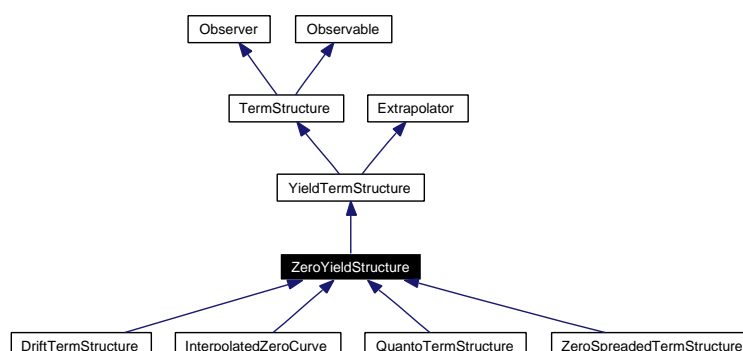 Observer Observable
TermStructure Extrapolator
YieldTermStructure
ZeroYieldStructure
DriftTermStructure InterpolatedZeroCurve QuantoTermStructure ZeroSpreadedTermStructure